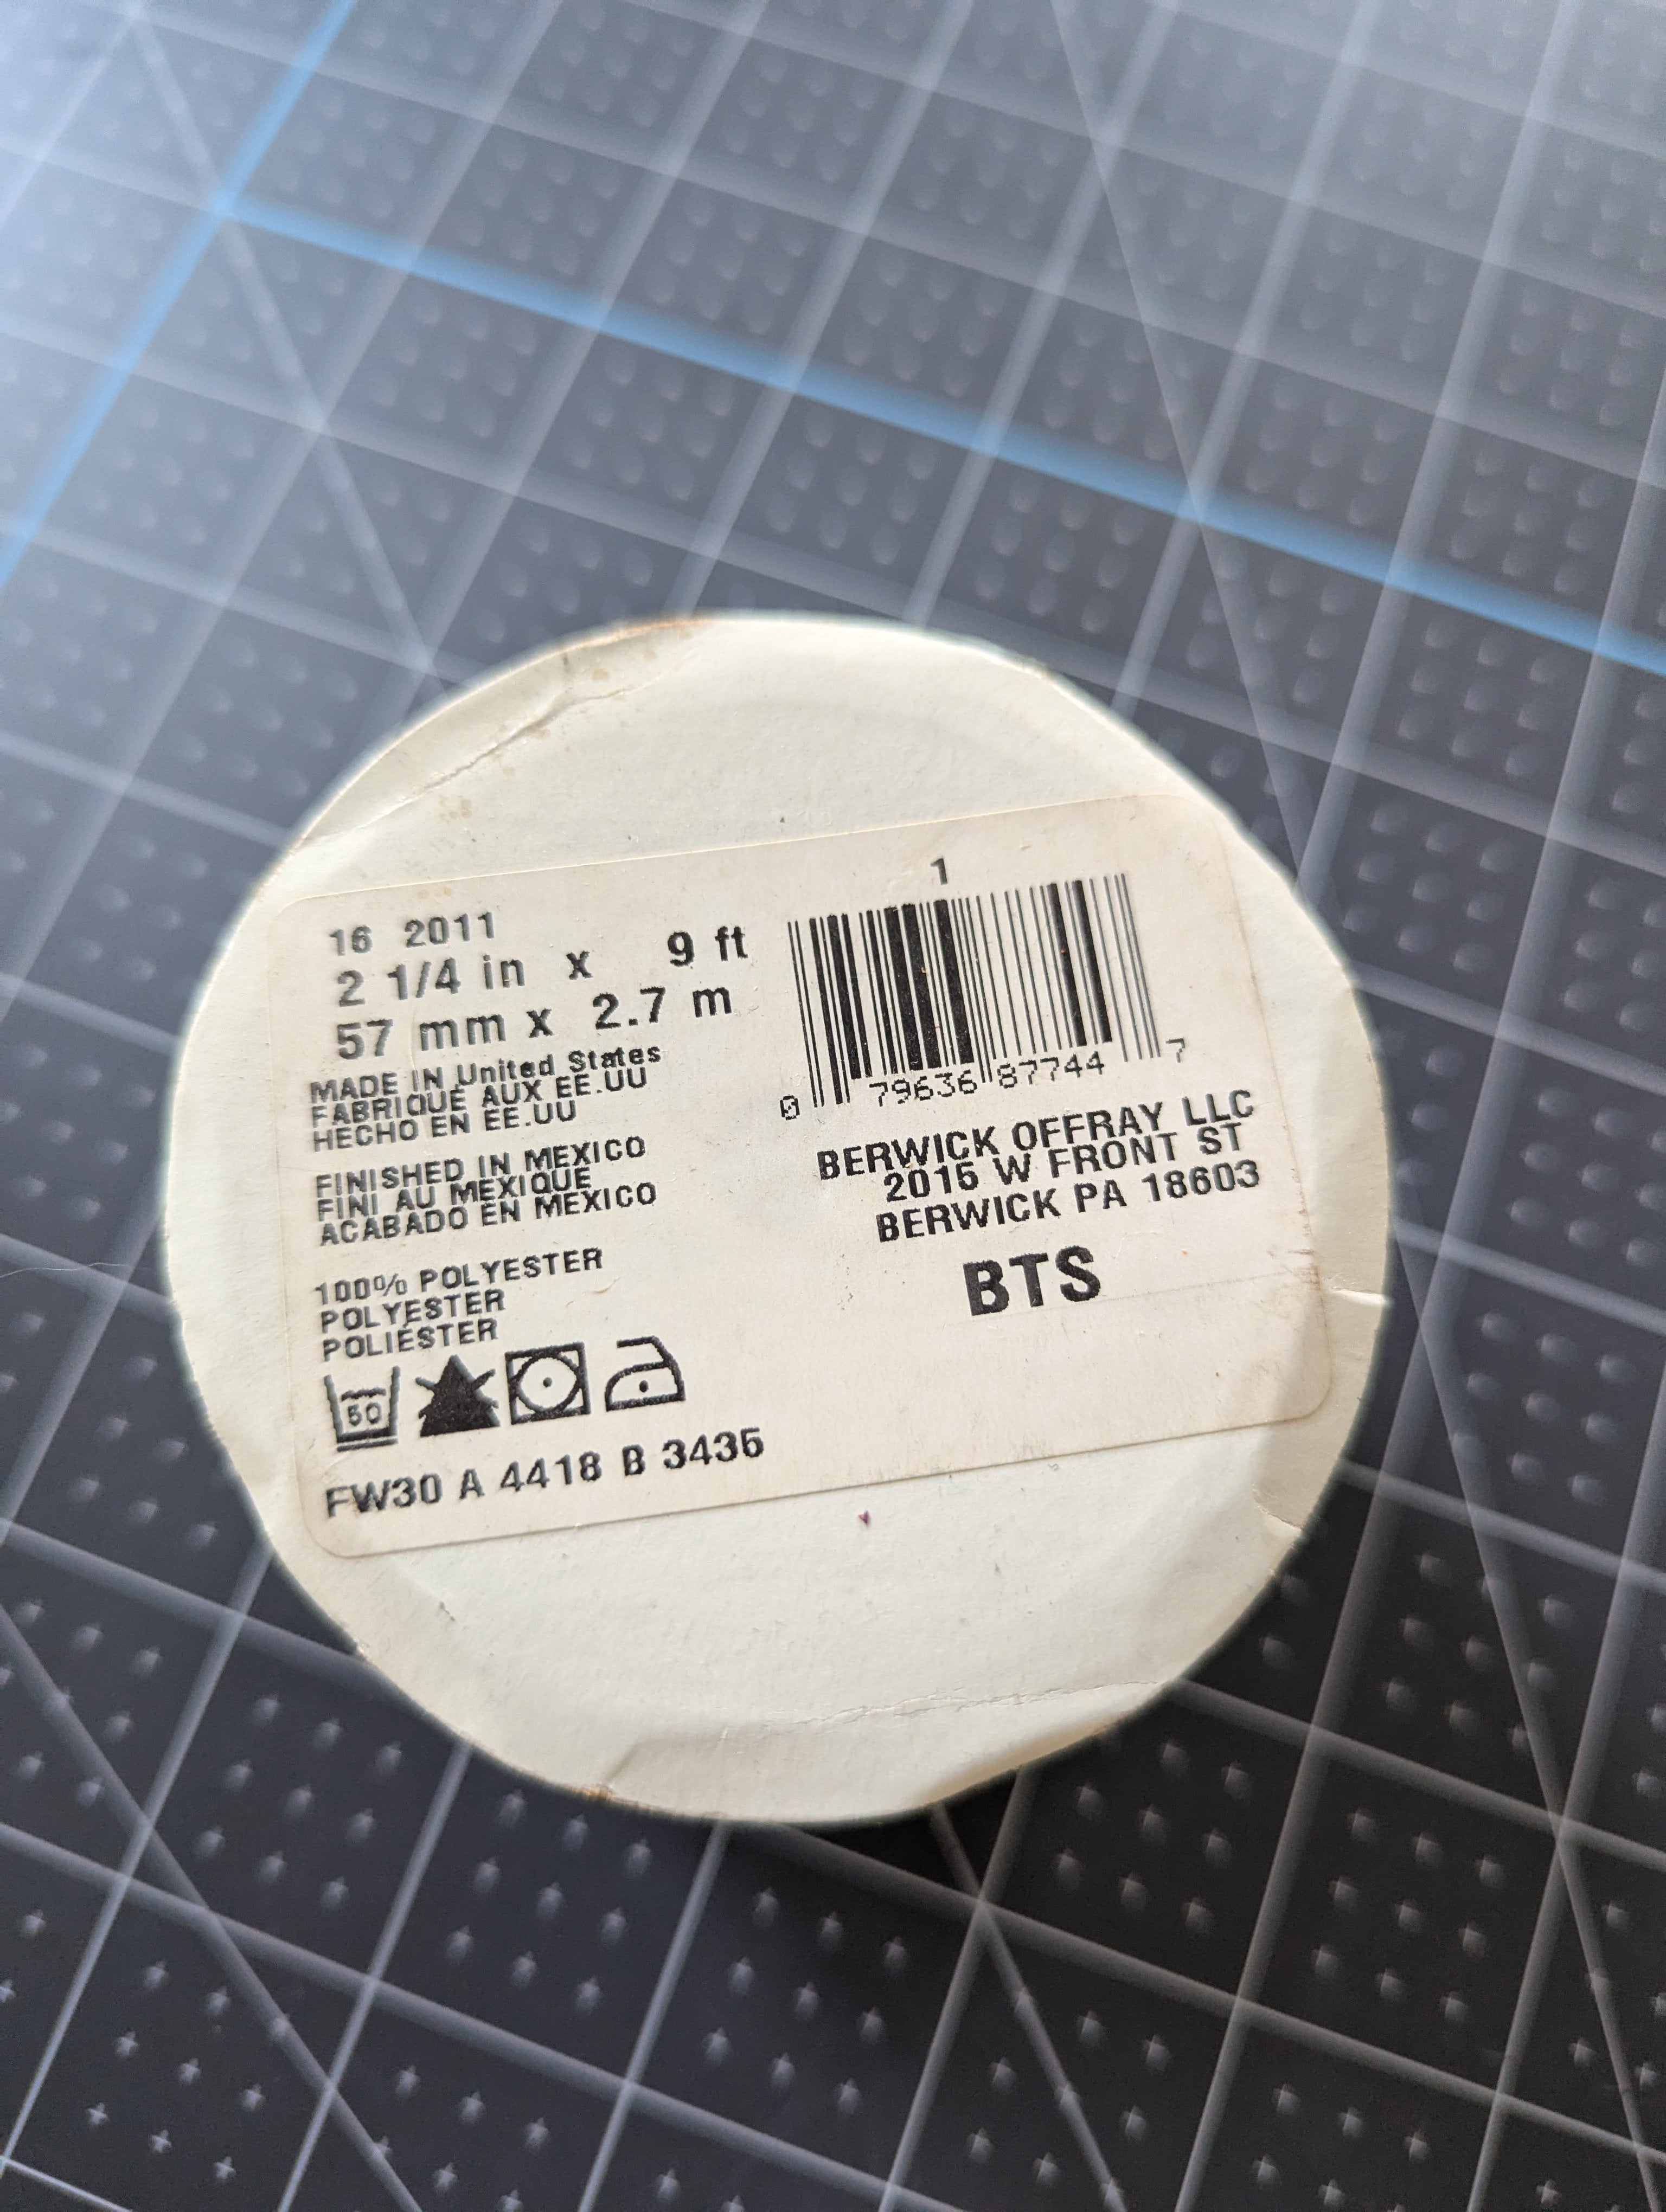 16 2011
2 1/4 in x 9 ft
57 mm x 2.7 m
MADE IN United States
FABRIQUÉ AUX EE.UU
HECHO EN EE.UU
FINISHED IN MEXICO
FINI AU MEXIQUE
ACABADO EN MEXICO
100% POLYESTER
POLYESTER
POLIÉSTER
50
FW30 A 4418 B 3435
1
0 79636 87744 7
BERWICK OFFRAY LLC
2015 W FRONT ST
BERWICK PA 18603
BTS